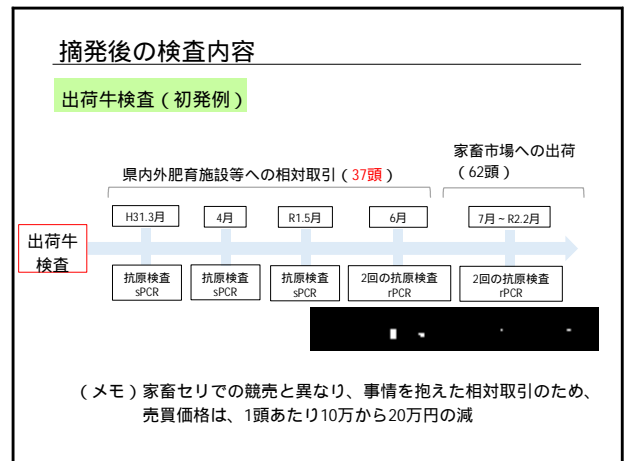 摘発後の検査内容
出荷牛検査（初発例）
家畜市場への出荷
（62頭）
県内外肥育施設等への相対取引（37頭）
H31.3月
4月
R1.5月
6月
7月～R2.2月
出荷牛
検査
抗原検査
sPCR
抗原検査
sPCR
抗原検査
sPCR
2回の抗原検査
rPCR
2回の抗原検査
rPCR
（メモ）家畜セリでの競売と異なり、事情を抱えた相対取引のため、
売買価格は、1頭あたり10万から20万円の減